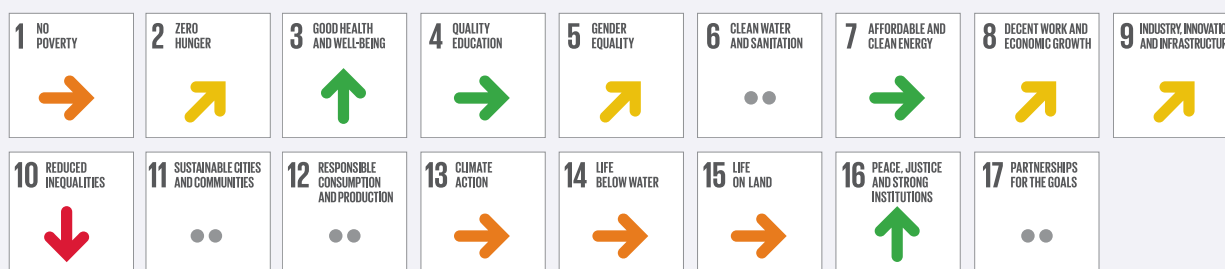 1 NO
POVERTY
2 ZERO
HUNGER
3 GOOD HEALTH
AND WELL-BEING
4 QUALITY
EDUCATION
5 GENDER
EQUALITY
6 CLEAN WATER
AND SANITATION
7 AFFORDABLE AND
CLEAN ENERGY
8 DECENT WORK AND
ECONOMIC GROWTH
9 INDUSTRY, INNOVATIO
AND INFRASTRUCTUR
10 REDUCED
INEQUALITIES
11 SUSTAINABLE CITIES
AND COMMUNITIES
12 RESPONSIBLE
CONSUMPTION
AND PRODUCTION
13 CLIMATE
ACTION
14 LIFE
BELOW WATER
15 LIFE
ON LAND
16 PEACE, JUSTICE
AND STRONG
INSTITUTIONS
17 PARTNERSHIPS
FOR THE GOALS